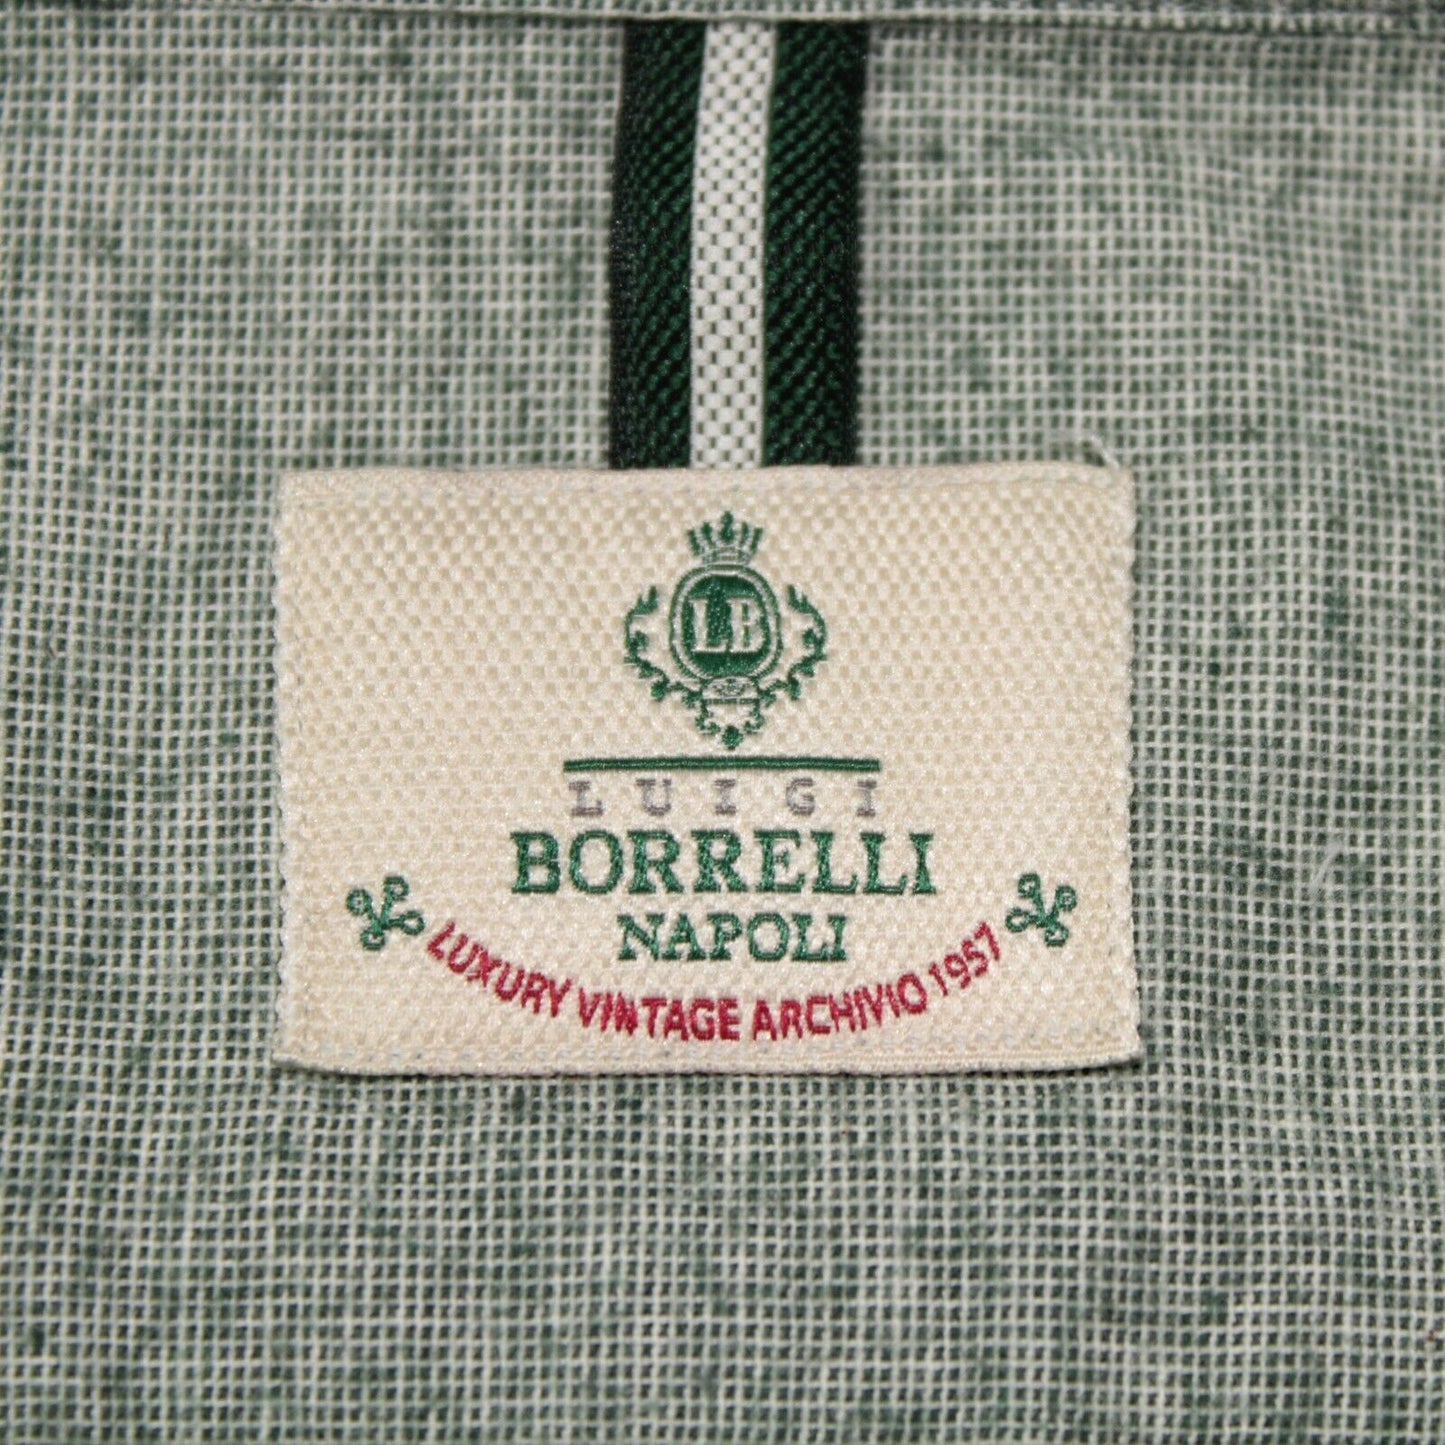 LB
LUIGI
BORRELLI
NAPOLI
LUXURY VINTAGE ARCHIVIO 1957